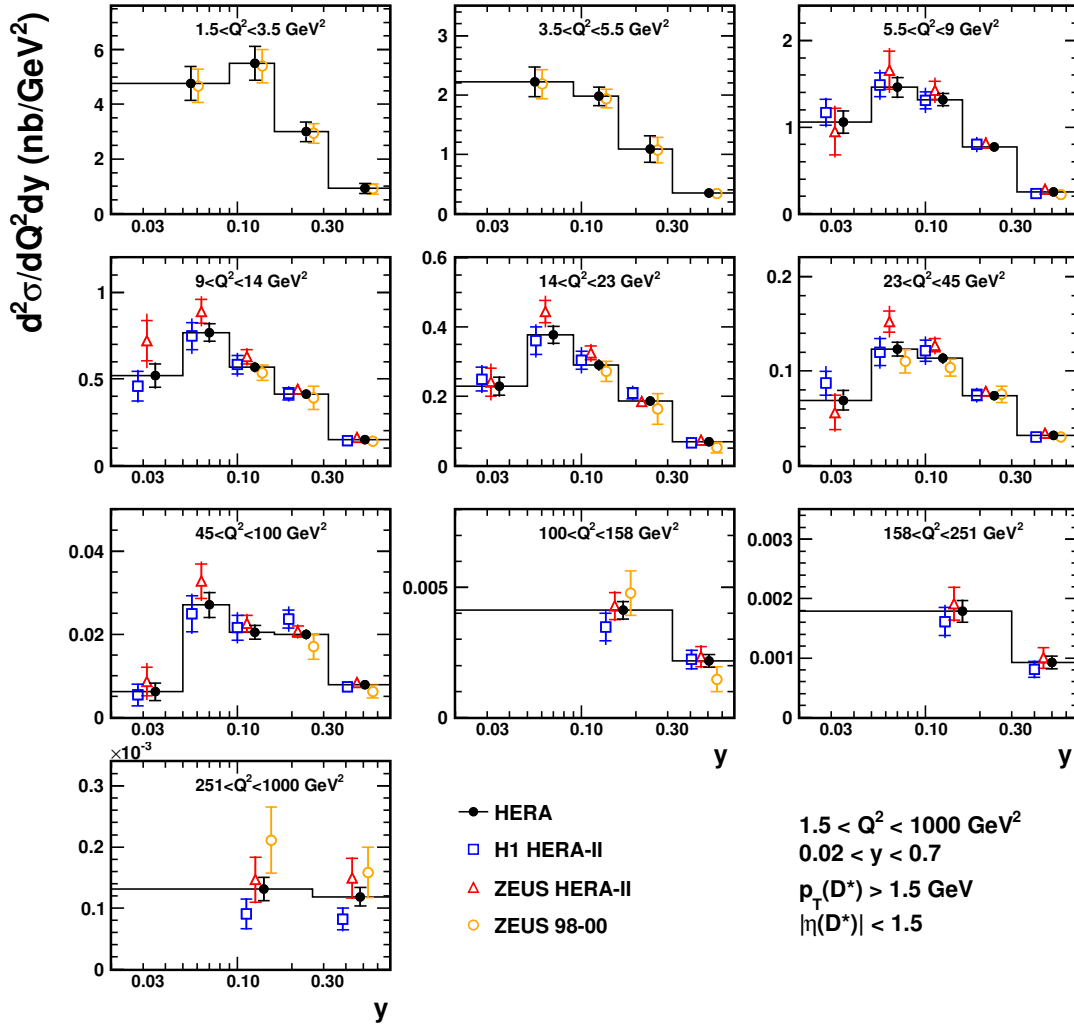 d²σ/dQ²dy (nb/GeV²)
1.5<Q²<3.5 GeV²
6
4
2
0
0.03 0.10 0.30
3.5<Q²<5.5 GeV²
3
2
1
0
0.03 0.10 0.30
5.5<Q²<9 GeV²
2
1
0
0.03 0.10 0.30
9<Q²<14 GeV²
1
0.5
0
0.03 0.10 0.30
14<Q²<23 GeV²
0.6
0.4
0.2
0
0.03 0.10 0.30
23<Q²<45 GeV²
0.2
0.1
0
0.03 0.10 0.30
45<Q²<100 GeV²
0.04
0.02
0
0.03 0.10 0.30
100<Q²<158 GeV²
0.005
0
0.03 0.10 0.30
y
158<Q²<251 GeV²
0.003
0.002
0.001
0
0.03 0.10 0.30
y
×10⁻³
251<Q²<1000 GeV²
0.3
0.2
0.1
0
0.03 0.10 0.30
y
HERA
H1 HERA-II
ZEUS HERA-II
ZEUS 98-00
1.5 < Q² < 1000 GeV²
0.02 < y < 0.7
p_T(D*) > 1.5 GeV
|η(D*)| < 1.5